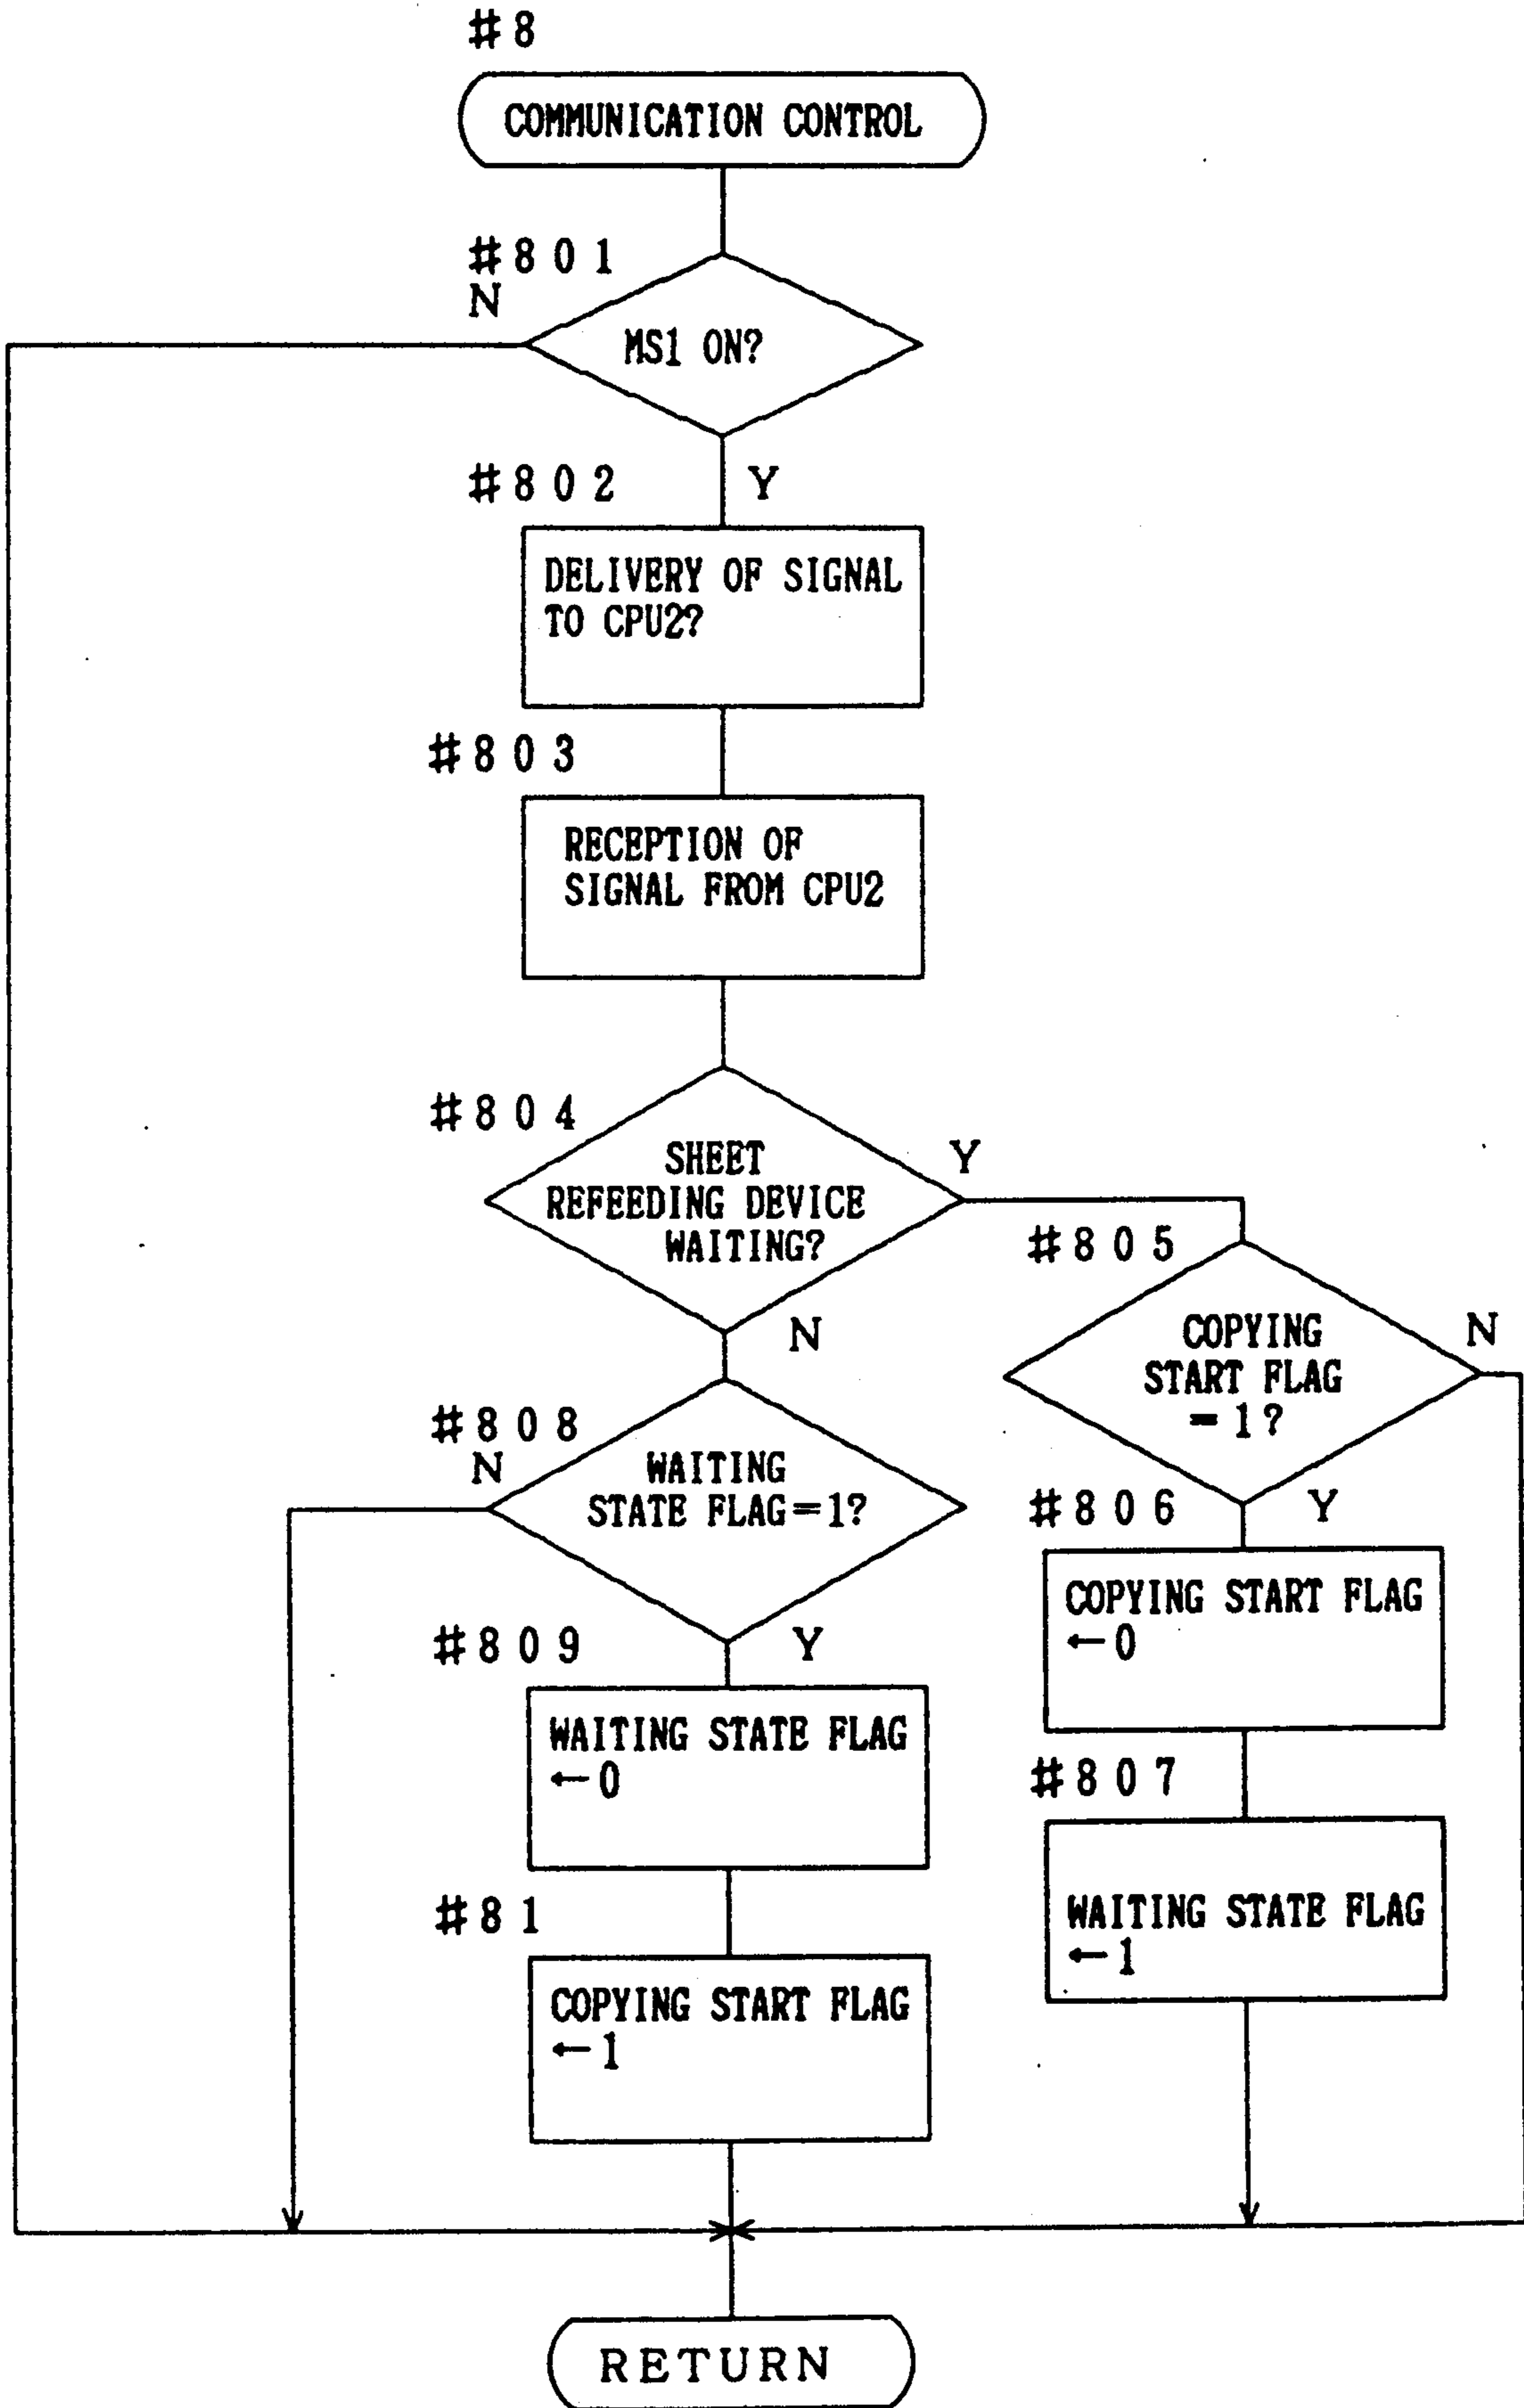 #8
COMMUNICATION CONTROL
#801
N
MS1 ON?
#802
Y
DELIVERY OF SIGNAL
TO CPU2?
#803
RECEPTION OF
SIGNAL FROM CPU2
#804
SHEET
REFEEDING DEVICE
WAITING?
Y
N
#805
COPYING
START FLAG
=1?
N
Y
#806
COPYING START FLAG
←0
#807
WAITING STATE FLAG
←1
#808
N
WAITING
STATE FLAG=1?
Y
#809
WAITING STATE FLAG
←0
#81
COPYING START FLAG
←1
RETURN